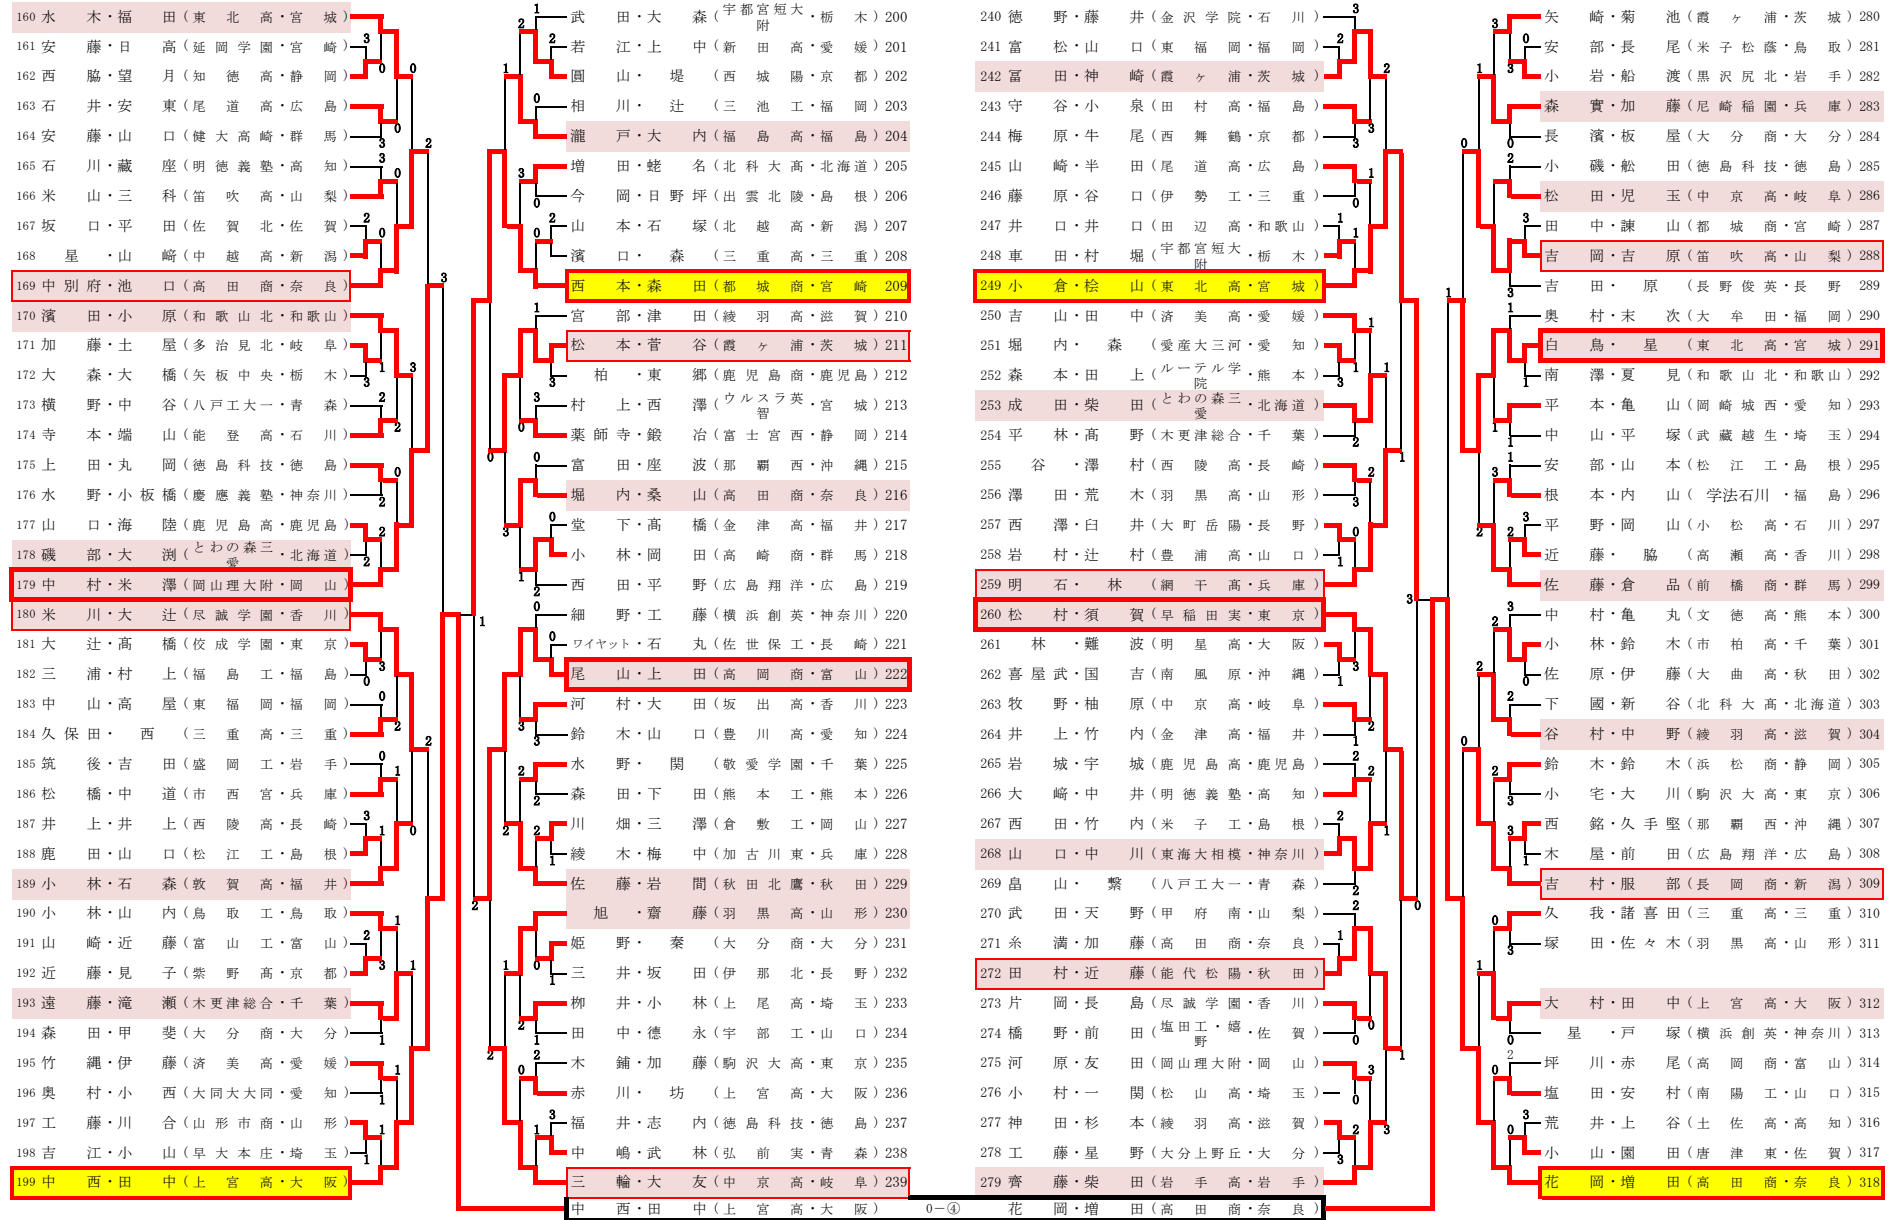 160 水木・福田（東北高・宮城）
161 安藤・日高（延岡学園・宮崎）
162 西脇・望月（知徳高・静岡）
163 石井・安東（尾道高・広島）
164 安藤・山口（健大高崎・群馬）
165 石川・藏座（明徳義塾・高知）
166 米山・三科（笛吹高・山梨）
167 坂口・平田（佐賀北・佐賀）
168 星・山﨑（中越高・新潟）
169 中別府・池口（高田商・奈良）
170 濱田・小原（和歌山北・和歌山）
171 加藤・土屋（多治見北・岐阜）
172 大森・大橋（矢板中央・栃木）
173 横野・中谷（八戸工大一・青森）
174 寺本・端山（能登高・石川）
175 上田・丸岡（徳島科技・徳島）
176 水野・小板橋（慶應義塾・神奈川）
177 山口・海陸（鹿児島高・鹿児島）
178 磯部・大渕（とわの森三愛・北海道）
179 中村・米澤（岡山理大附・岡山）
180 米川・大辻（尽誠学園・香川）
181 大辻・髙橋（佼成学園・東京）
182 三浦・村上（福島工・福島）
183 中山・高屋（東福岡・福岡）
184 久保田・西（三重高・三重）
185 筑後・吉田（盛岡工・岩手）
186 松橋・中道（市西宮・兵庫）
187 井上・井上（西陵高・長崎）
188 鹿田・山口（松江工・島根）
189 小林・石森（敦賀高・福井）
190 小林・山内（鳥取工・鳥取）
191 山崎・近藤（富山工・富山）
192 近藤・見子（紫野高・京都）
193 遠藤・滝瀬（木更津総合・千葉）
194 森田・甲斐（大分商・大分）
195 竹縄・伊藤（済美高・愛媛）
196 奥村・小西（大同大大同・愛知）
197 工藤・川合（山形市商・山形）
198 吉江・小山（早大本庄・埼玉）
199 中西・田中（上宮高・大阪）
武田・大森（宇都宮短大附・栃木）200
若江・上中（新田高・愛媛）201
圓山・堤（西城陽・京都）202
相川・辻（三池工・福岡）203
瀧戸・大内（福島高・福島）204
増田・蛯名（北科大高・北海道）205
今岡・日野坪（出雲北陵・島根）206
山本・石塚（北越高・新潟）207
濱口・森（三重高・三重）208
西本・森田（都城商・宮崎）209
宮部・津田（綾羽高・滋賀）210
松本・菅谷（霞ヶ浦・茨城）211
柏・東郷（鹿児島商・鹿児島）212
村上・西澤（ウルスラ英智・宮城）213
薬師寺・鍛冶（富士宮西・静岡）214
富田・座波（那覇西・沖縄）215
堀内・桑山（高田商・奈良）216
堂下・髙橋（金津高・福井）217
小林・岡田（高崎商・群馬）218
西田・平野（広島翔洋・広島）219
細野・工藤（横浜創英・神奈川）220
ワイヤット・石丸（佐世保工・長崎）221
尾山・上田（高岡商・富山）222
河村・大田（坂出高・香川）223
鈴木・山口（豊川高・愛知）224
水野・関（敬愛学園・千葉）225
森田・下田（熊本工・熊本）226
川畑・三澤（倉敷工・岡山）227
綾木・梅中（加古川東・兵庫）228
佐藤・岩間（秋田北鷹・秋田）229
旭・齋藤（羽黒高・山形）230
姫野・秦（大分商・大分）231
三井・坂田（伊那北・長野）232
栁井・小林（上尾高・埼玉）233
田中・德永（宇部工・山口）234
木鋪・加藤（駒沢大高・東京）235
赤川・坊（上宮高・大阪）236
福井・志内（徳島科技・徳島）237
中嶋・武林（弘前実・青森）238
三輪・大友（中京高・岐阜）239
中西・田中（上宮高・大阪） 0－④ 花岡・増田（高田商・奈良）
240 徳野・藤井（金沢学院・石川）
241 富松・山口（東福岡・福岡）
242 冨田・神崎（霞ヶ浦・茨城）
243 守谷・小泉（田村高・福島）
244 梅原・牛尾（西舞鶴・京都）
245 山崎・半田（尾道高・広島）
246 藤原・谷口（伊勢工・三重）
247 井口・井口（田辺高・和歌山）
248 車田・村堀（宇都宮短大附・栃木）
249 小倉・桧山（東北高・宮城）
250 吉山・田中（済美高・愛媛）
251 堀内・森（愛産大三河・愛知）
252 森本・田上（ルーテル学院・熊本）
253 成田・柴田（とわの森三愛・北海道）
254 平林・髙野（木更津総合・千葉）
255 谷・澤村（西陵高・長崎）
256 澤田・荒木（羽黒高・山形）
257 西澤・臼井（大町岳陽・長野）
258 岩村・辻村（豊浦高・山口）
259 明石・林（網干髙・兵庫）
260 松村・須賀（早稲田実・東京）
261 林・難波（明星高・大阪）
262 喜屋武・国吉（南風原・沖縄）
263 牧野・柚原（中京高・岐阜）
264 井上・竹内（金津高・福井）
265 岩城・宇城（鹿児島高・鹿児島）
266 大﨑・中井（明徳義塾・高知）
267 西田・竹内（米子工・島根）
268 山口・中川（東海大相模・神奈川）
269 畠山・繋（八戸工大一・青森）
270 武田・天野（甲府南・山梨）
271 糸満・加藤（高田商・奈良）
272 田村・近藤（能代松陽・秋田）
273 片岡・長島（尽誠学園・香川）
274 橋野・前田（塩田工・嬉野・佐賀）
275 河原・友田（岡山理大附・岡山）
276 小村・一関（松山高・埼玉）
277 神田・杉本（綾羽高・滋賀）
278 工藤・星野（大分上野丘・大分）
279 齊藤・柴田（岩手高・岩手）
矢崎・菊池（霞ヶ浦・茨城）280
安部・長尾（米子松蔭・鳥取）281
小岩・船渡（黒沢尻北・岩手）282
森實・加藤（尼崎稲園・兵庫）283
長濱・板屋（大分商・大分）284
小磯・舩田（徳島科技・徳島）285
松田・児玉（中京高・岐阜）286
田中・諫山（都城商・宮崎）287
吉岡・吉原（笛吹高・山梨）288
吉田・原（長野俊英・長野）289
奥村・末次（大牟田・福岡）290
白鳥・星（東北高・宮城）291
南澤・夏見（和歌山北・和歌山）292
平本・亀山（岡崎城西・愛知）293
中山・平塚（武蔵越生・埼玉）294
安部・山本（松江工・島根）295
根本・内山（学法石川・福島）296
平野・岡山（小松高・石川）297
近藤・脇（高瀬高・香川）298
佐藤・倉品（前橋商・群馬）299
中村・亀丸（文徳高・熊本）300
小林・鈴木（市柏高・千葉）301
佐原・伊藤（大曲高・秋田）302
下國・新谷（北科大高・北海道）303
谷村・中野（綾羽高・滋賀）304
鈴木・鈴木（浜松商・静岡）305
小宅・大川（駒沢大高・東京）306
西銘・久手堅（那覇西・沖縄）307
木屋・前田（広島翔洋・広島）308
吉村・服部（長岡商・新潟）309
久我・諸喜田（三重高・三重）310
塚田・佐々木（羽黒高・山形）311
大村・田中（上宮高・大阪）312
星・戸塚（横浜創英・神奈川）313
坪川・赤尾（高岡商・富山）314
塩田・安村（南陽工・山口）315
荒井・上谷（土佐高・高知）316
小山・園田（唐津東・佐賀）317
花岡・増田（高田商・奈良）318